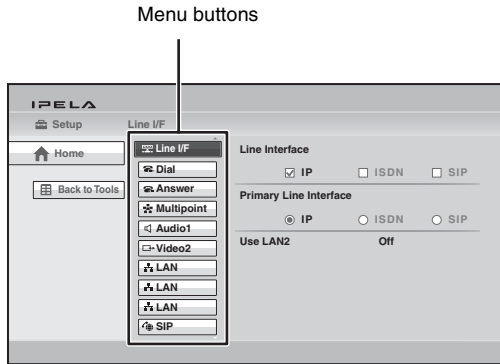 Menu buttons
IPELA
Setup Line I/F
Line I/F
Home
Dial
Back to Tools
Answer
Multipoint
Audio1
Video2
LAN
LAN
LAN
SIP
Line Interface
IP ISDN SIP
Primary Line Interface
IP ISDN SIP
Use LAN2 Off